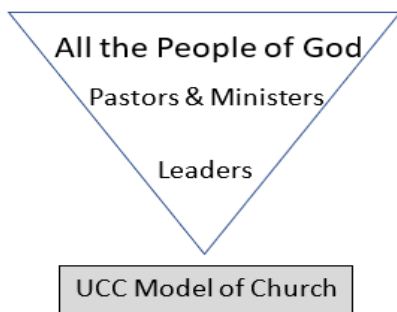 All the People of God
Pastors & Ministers
Leaders
UCC Model of Church